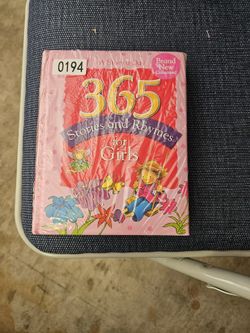 0194
Brand
New
365
Stories and Rhymes
for
Girls